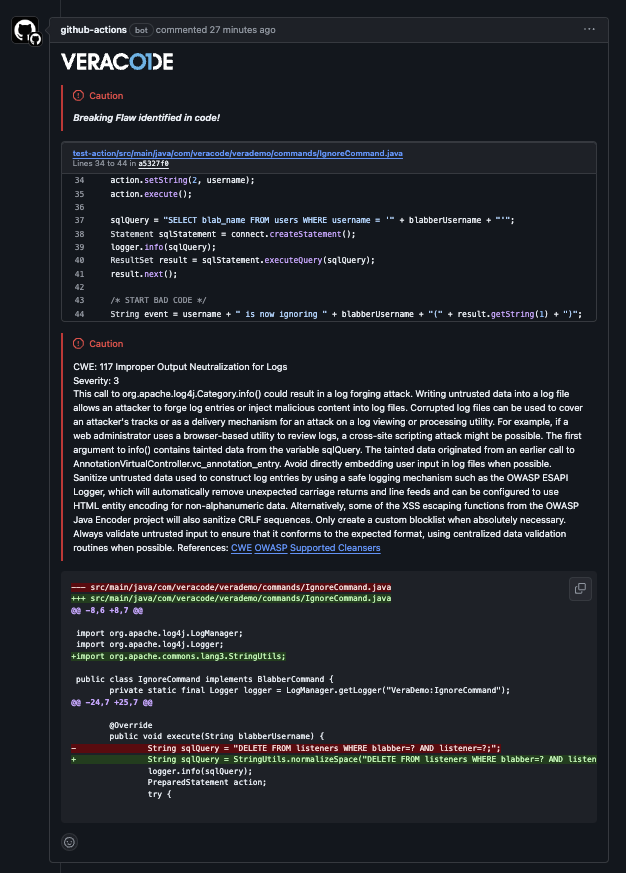 github-actions bot commented 27 minutes ago
VERACODE
Caution
Breaking Flaw identified in code!
test-action/src/main/java/com/veracode/verademo/commands/IgnoreCommand.java
Lines 34 to 44 in a5327f0
34 action.setString(2, username);
35 action.execute();
36
37 sqlQuery = "SELECT blab_name FROM users WHERE username = '" + blabberUsername + "'";
38 Statement sqlStatement = connect.createStatement();
39 logger.info(sqlQuery);
40 ResultSet result = sqlStatement.executeQuery(sqlQuery);
41 result.next();
42
43 /* START BAD CODE */
44 String event = username + " is now ignoring " + blabberUsername + "(" + result.getString(1) + ")";
Caution
CWE: 117 Improper Output Neutralization for Logs
Severity: 3
This call to org.apache.log4j.Category.info() could result in a log forging attack. Writing untrusted data into a log file
allows an attacker to forge log entries or inject malicious content into log files. Corrupted log files can be used to cover
an attacker's tracks or as a delivery mechanism for an attack on a log viewing or processing utility. For example, if a
web administrator uses a browser-based utility to review logs, a cross-site scripting attack might be possible. The first
argument to info() contains tainted data from the variable sqlQuery. The tainted data originated from an earlier call to
AnnotationVirtualController.vc_annotation_entry. Avoid directly embedding user input in log files when possible.
Sanitize untrusted data used to construct log entries by using a safe logging mechanism such as the OWASP ESAPI
Logger, which will automatically remove unexpected carriage returns and line feeds and can be configured to use
HTML entity encoding for non-alphanumeric data. Alternatively, some of the XSS escaping functions from the OWASP
Java Encoder project will also sanitize CRLF sequences. Only create a custom blocklist when absolutely necessary.
Always validate untrusted input to ensure that it conforms to the expected format, using centralized data validation
routines when possible. References: CWE OWASP Supported Cleansers
--- src/main/java/com/veracode/verademo/commands/IgnoreCommand.java
+++ src/main/java/com/veracode/verademo/commands/IgnoreCommand.java
@@ -8,6 +8,7 @@
import org.apache.log4j.LogManager;
import org.apache.log4j.Logger;
+import org.apache.commons.lang3.StringUtils;
public class IgnoreCommand implements BlabberCommand {
private static final Logger logger = LogManager.getLogger("VeraDemo:IgnoreCommand");
@@ -24,7 +25,7 @@
@Override
public void execute(String blabberUsername) {
- String sqlQuery = "DELETE FROM listeners WHERE blabber=? AND listener=?;";
+ String sqlQuery = StringUtils.normalizeSpace("DELETE FROM listeners WHERE blabber=? AND listen
logger.info(sqlQuery);
PreparedStatement action;
try {